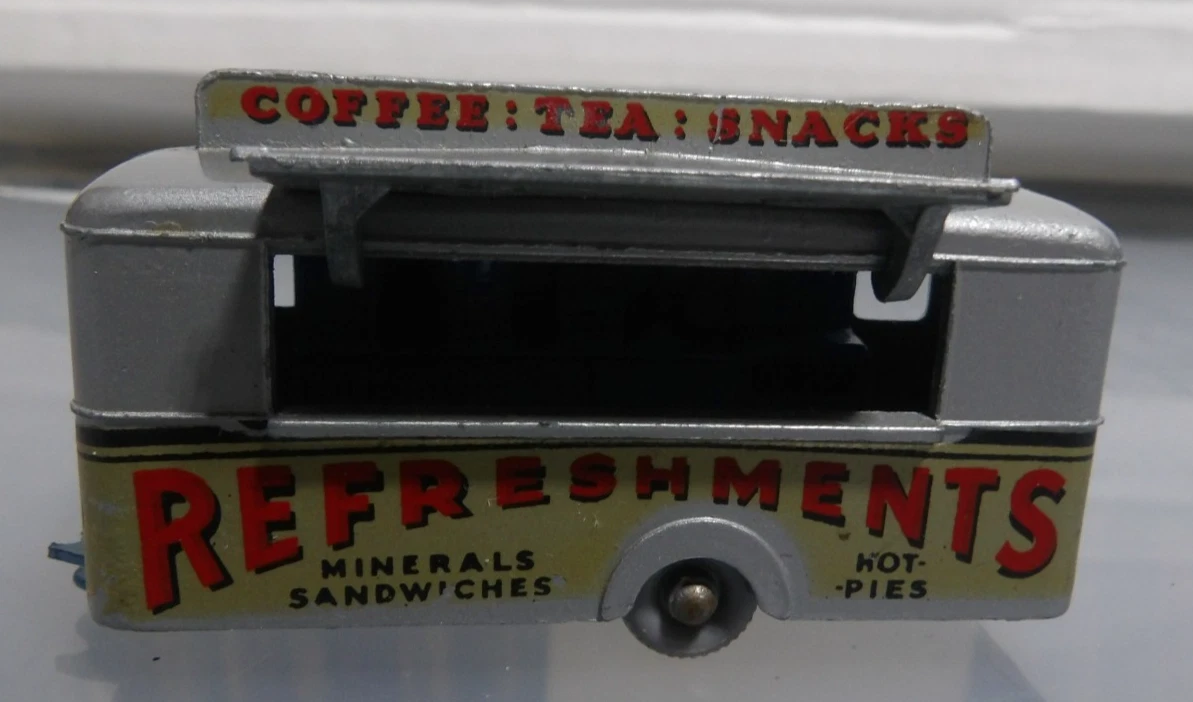 COFFEE : TEA : SNACKS
REFRESHMENTS
MINERALS
SANDWICHES
HOT-
-PIES